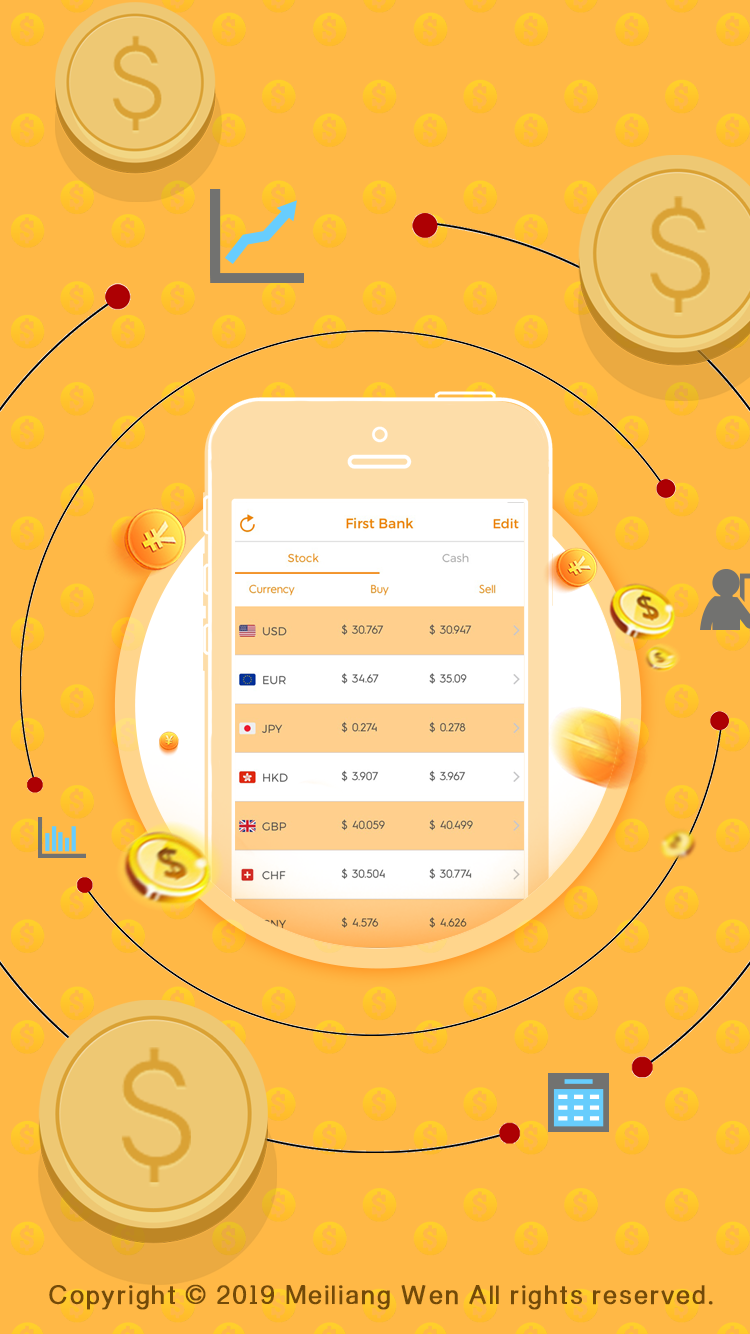 First Bank Edit
Stock Cash
Currency Buy Sell
USD $ 30.767 $ 30.947
EUR $ 34.67 $ 35.09
JPY $ 0.274 $ 0.278
HKD $ 3.907 $ 3.967
GBP $ 40.059 $ 40.499
CHF $ 30.504 $ 30.774
$ 4.576 $ 4.626
Copyright © 2019 Meiliang Wen All rights reserved.